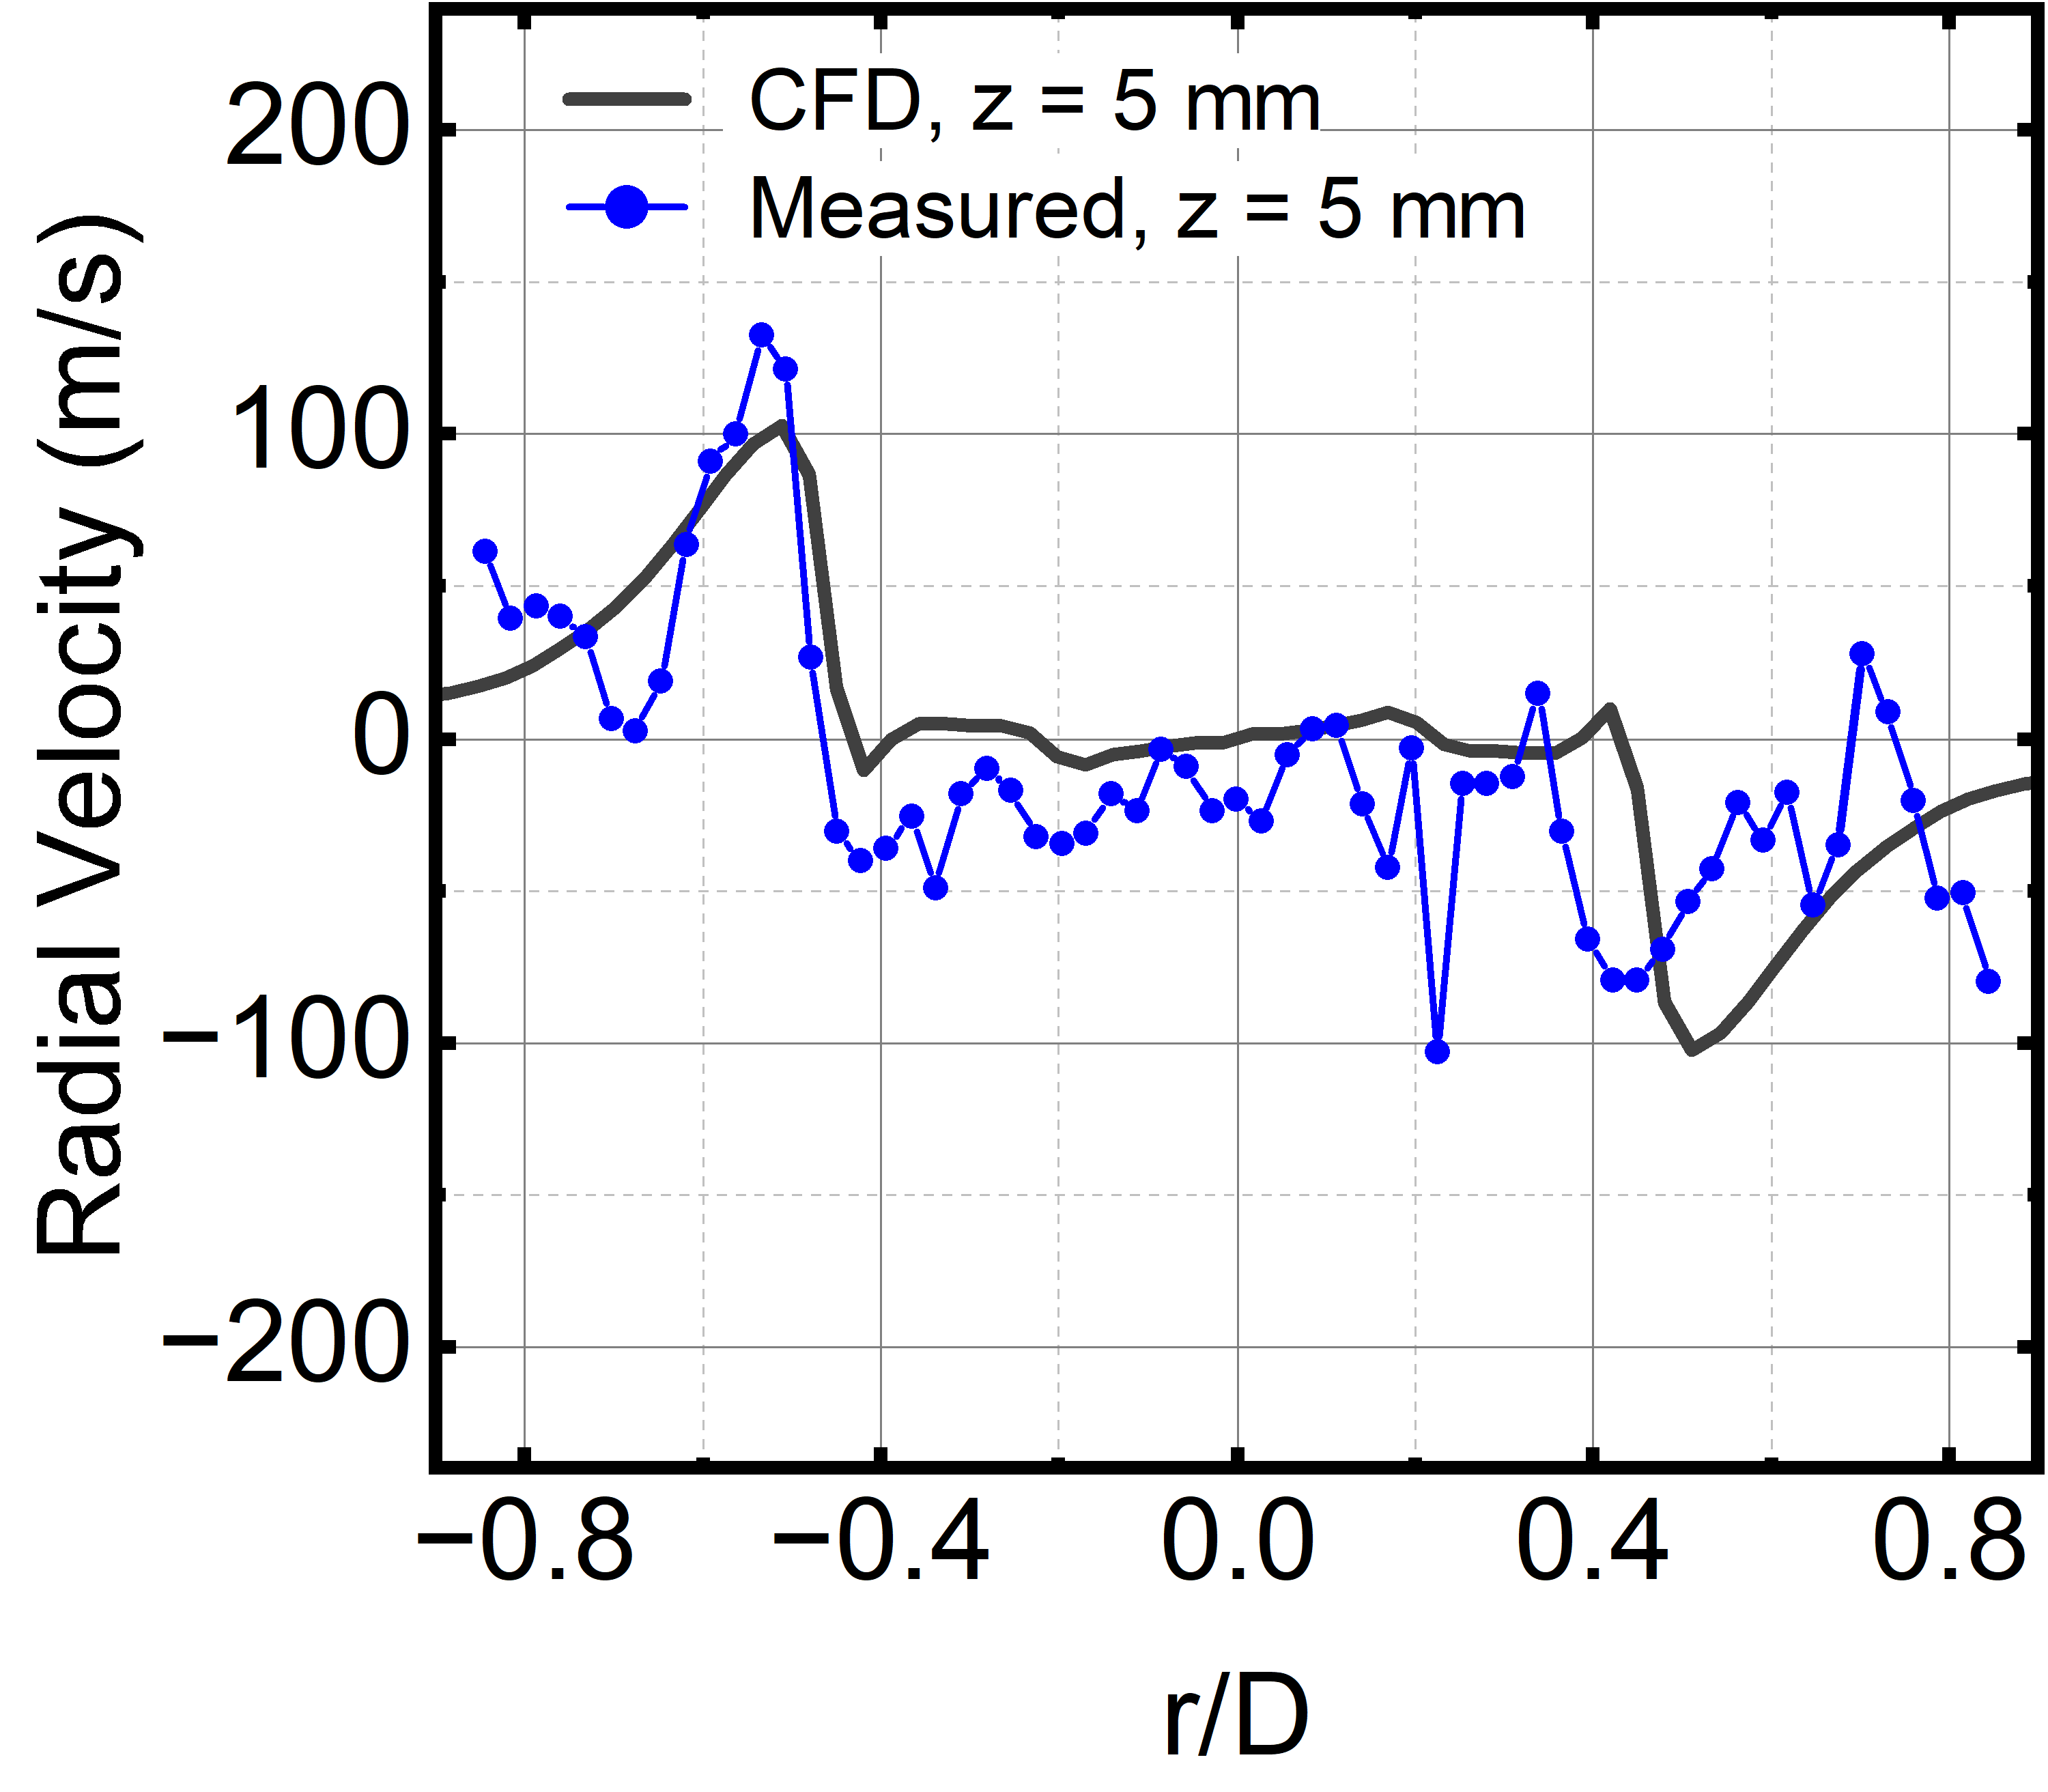 CFD, z = 5 mm
Measured, z = 5 mm
Radial Velocity (m/s)
200
100
0
−100
−200
−0.8 −0.4 0.0 0.4 0.8
r/D